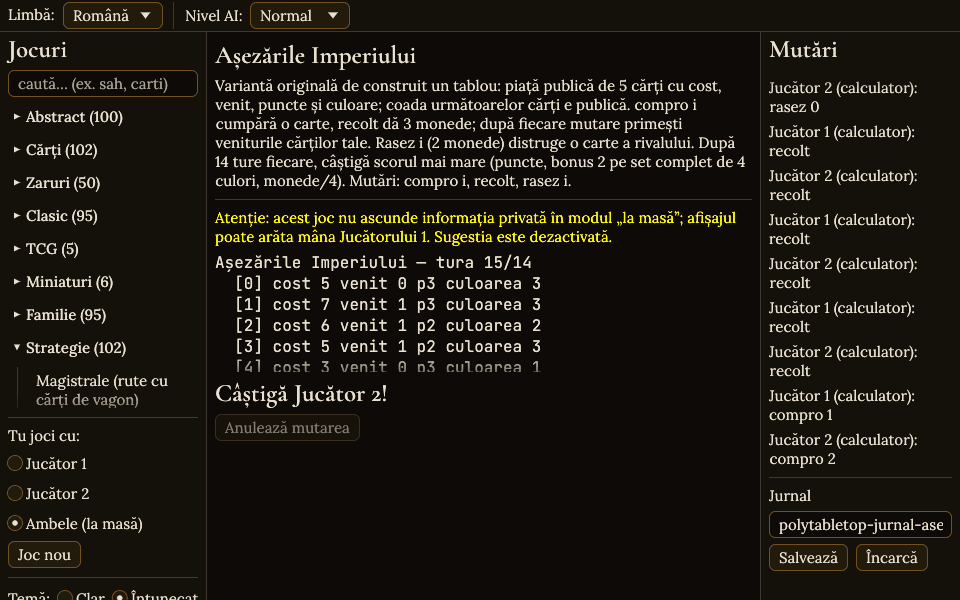 Limbă: Română ▼ Nivel AI: Normal ▼
Jocuri
caută... (ex. sah, carti)
▸ Abstract (100)
▸ Cărți (102)
▸ Zaruri (50)
▸ Clasic (95)
▸ TCG (5)
▸ Miniaturi (6)
▸ Familie (95)
▾ Strategie (102)
Magistrale (rute cu
cărți de vagon)
Tu joci cu:
Jucător 1
Jucător 2
Ambele (la masă)
Joc nou
Temă: Clar Întunecat
Așezările Imperiului
Variantă originală de construit un tablou: piață publică de 5 cărți cu cost,
venit, puncte și culoare; coada următoarelor cărți e publică. compro i
cumpără o carte, recolt dă 3 monede; după fiecare mutare primești
veniturile cărților tale. Rasez i (2 monede) distruge o carte a rivalului. După
14 ture fiecare, câștigă scorul mai mare (puncte, bonus 2 pe set complet de 4
culori, monede/4). Mutări: compro i, recolt, rasez i.
Atenție: acest joc nu ascunde informația privată în modul „la masă”; afișajul
poate arăta mâna Jucătorului 1. Sugestia este dezactivată.
Așezările Imperiului — tura 15/14
[0] cost 5 venit 0 p3 culoarea 3
[1] cost 7 venit 1 p3 culoarea 3
[2] cost 6 venit 1 p2 culoarea 2
[3] cost 5 venit 1 p2 culoarea 3
[4] cost 3 venit 0 p3 culoarea 1
Câștigă Jucător 2!
Anulează mutarea
Mutări
Jucător 2 (calculator):
rasez 0
Jucător 1 (calculator):
recolt
Jucător 2 (calculator):
recolt
Jucător 1 (calculator):
recolt
Jucător 2 (calculator):
recolt
Jucător 1 (calculator):
recolt
Jucător 2 (calculator):
recolt
Jucător 1 (calculator):
compro 1
Jucător 2 (calculator):
compro 2
Jurnal
polytabletop-jurnal-ase
Salvează Încarcă